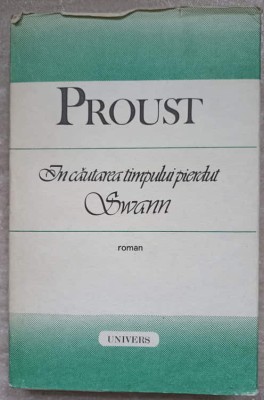 PROUST
În căutarea timpului pierdut
Swann
roman
UNIVERS